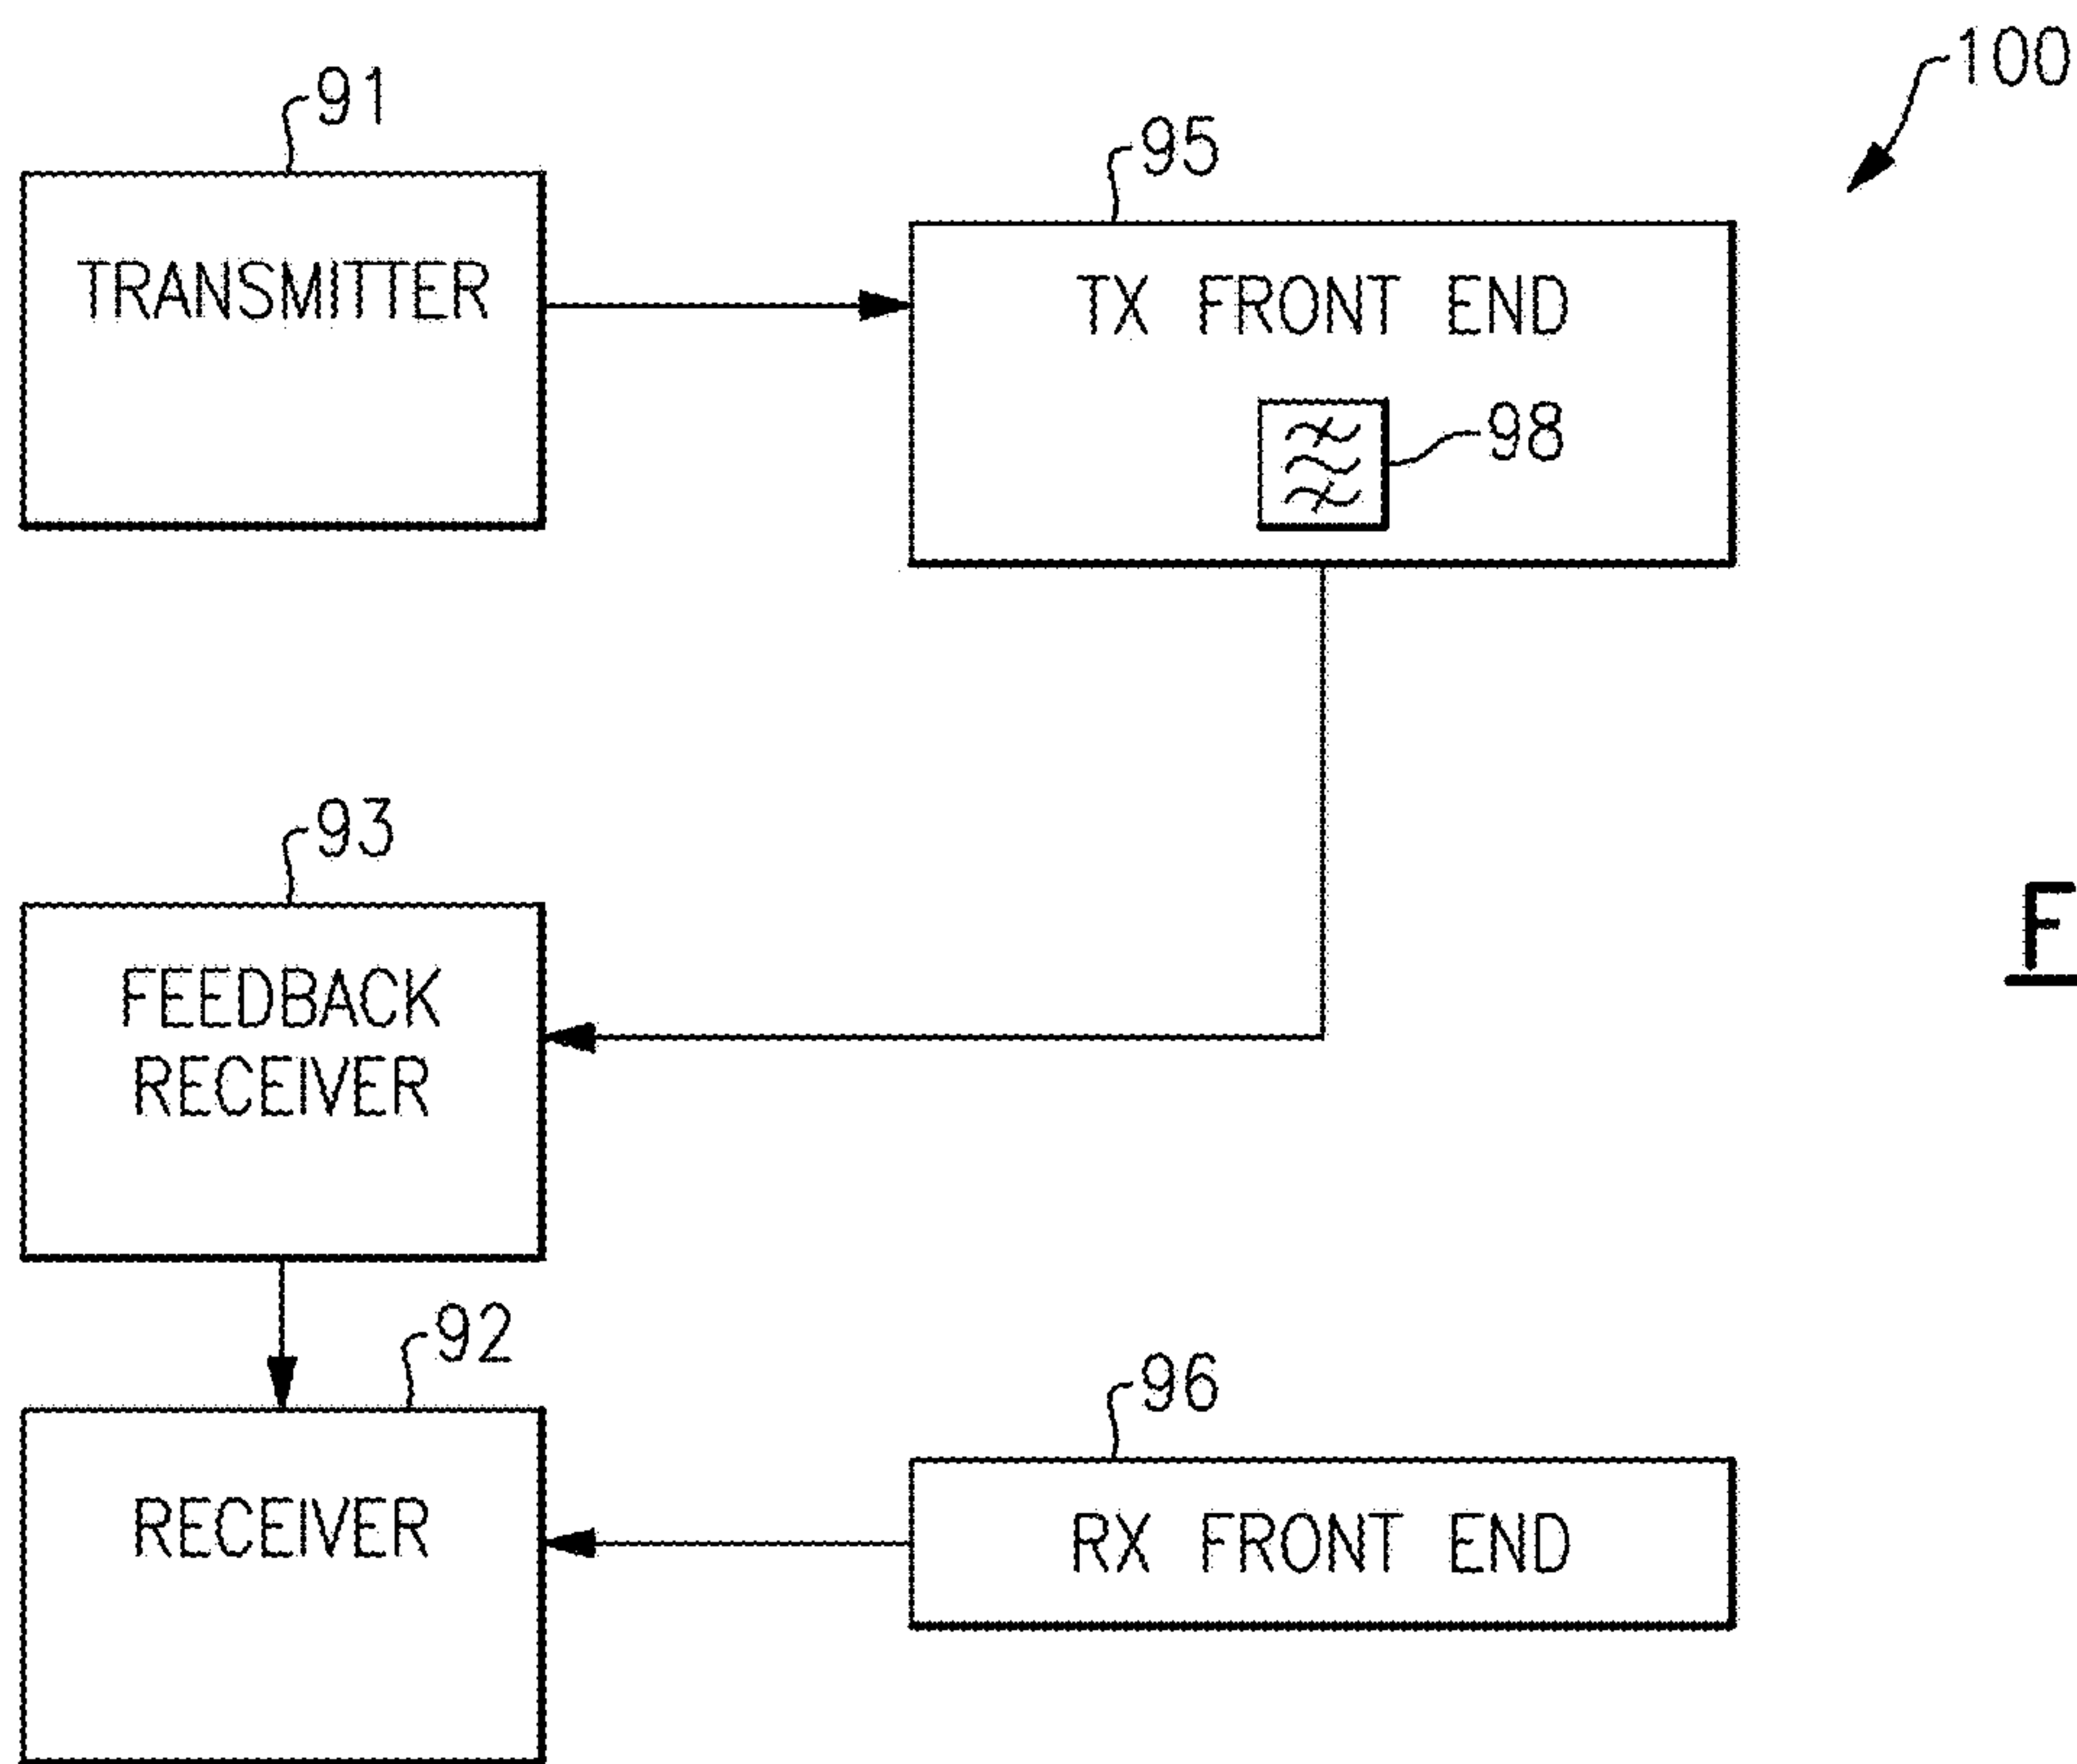 100
91
95
TRANSMITTER
TX FRONT END
98
93
F
FEEDBACK
RECEIVER
92
96
RECEIVER
RX FRONT END